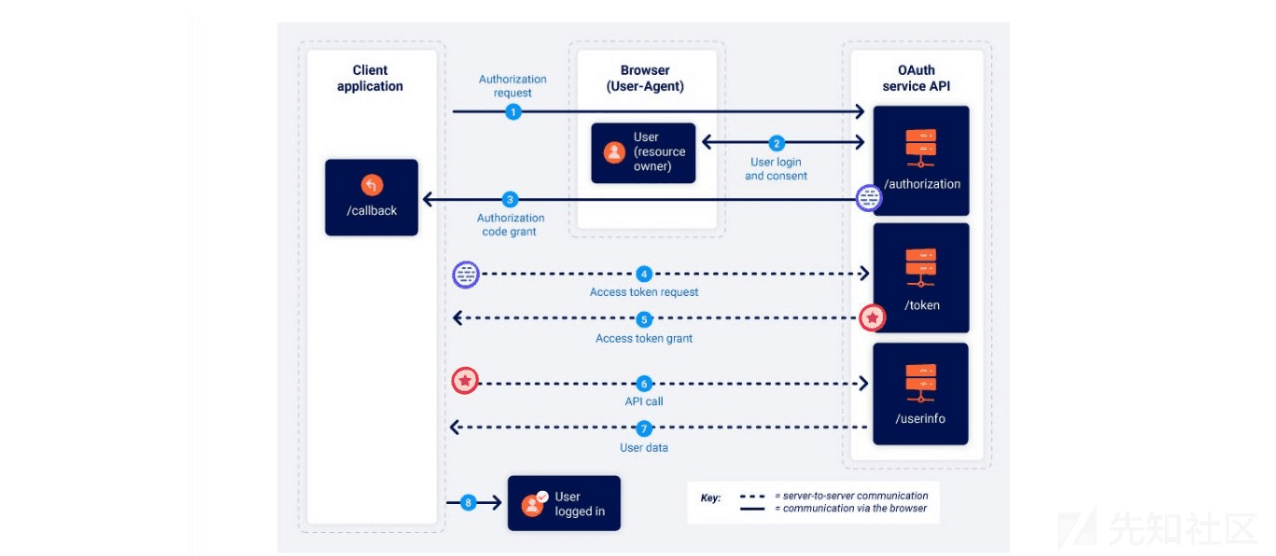 Client
application
Browser
(User-Agent)
OAuth
service API
Authorization
request
1
User
(resource
owner)
2
User login
and consent
/authorization
/callback
3
Authorization
code grant
4
Access token request
/token
5
Access token grant
6
API call
/userinfo
7
User data
8
User
logged in
Key:
= server-to-server communication
= communication via the browser
先知社区